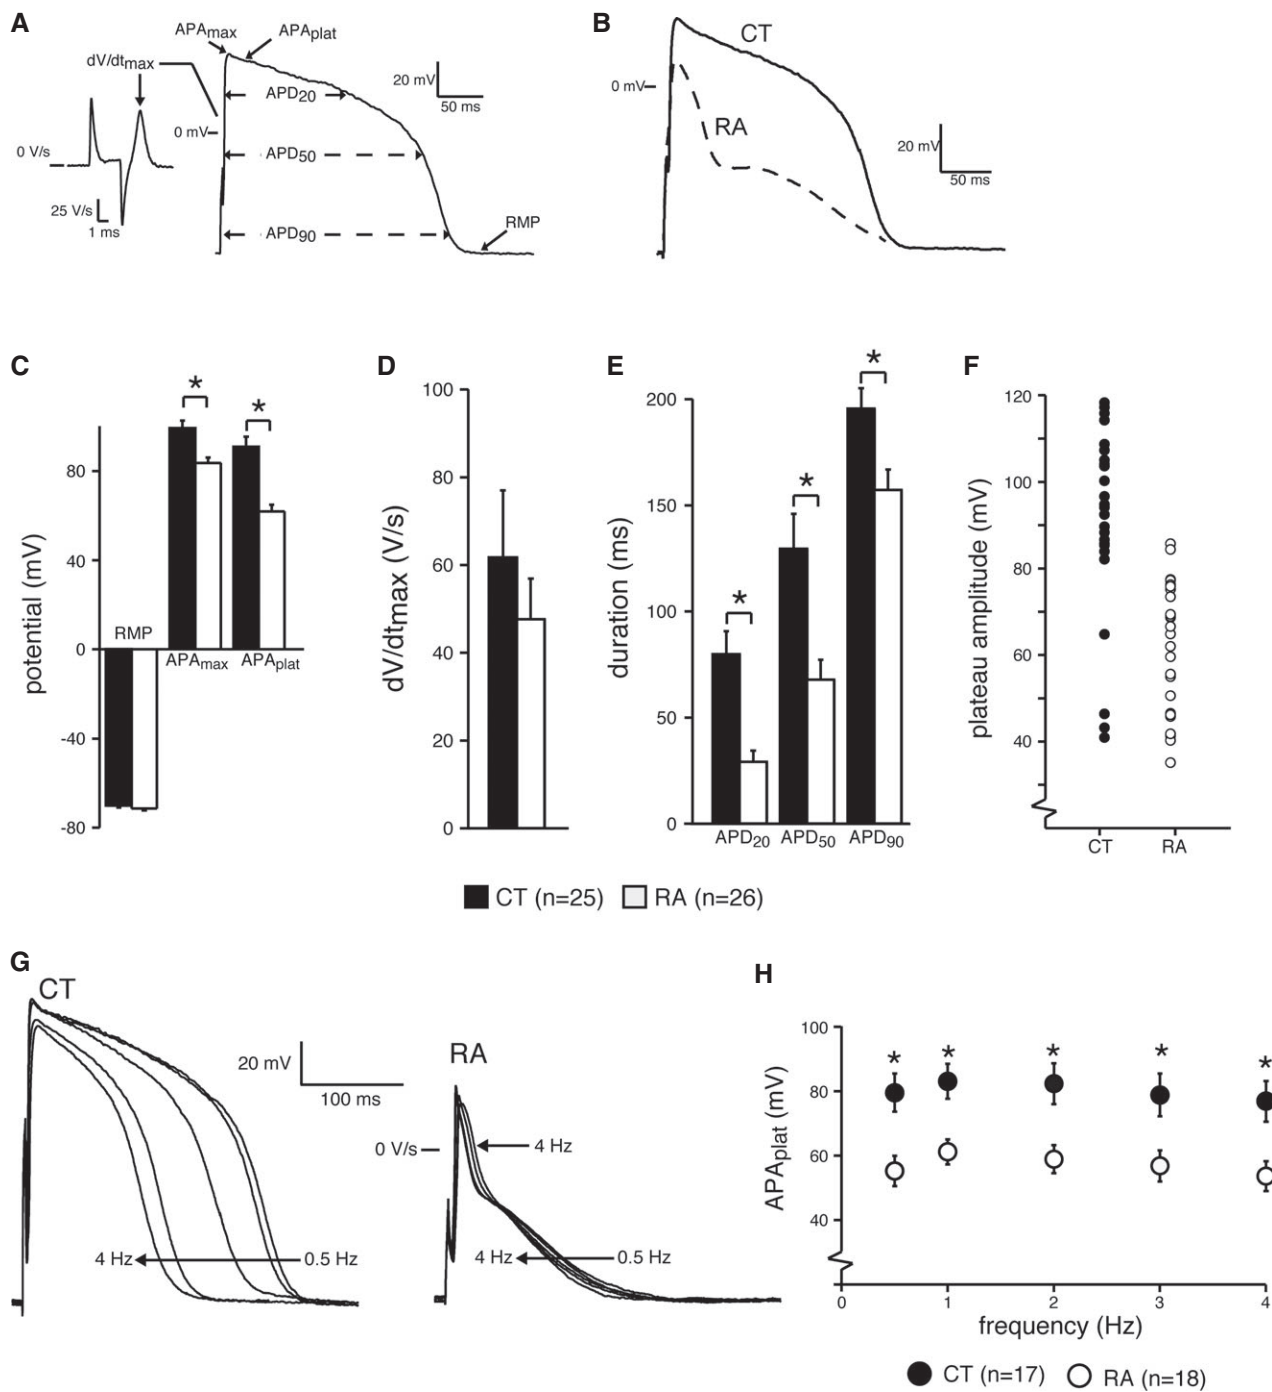 A
APAmax
APAplat
dV/dtmax
20 mV
50 ms
APD20
0 mV
APD50
0 V/s
25 V/s
1 ms
APD90
RMP
B
CT
0 mV
RA
20 mV
50 ms
C
potential (mV)
80
40
0
-40
-80
RMP
*
*
APAmax
APAplat
D
dV/dtmax (V/s)
100
80
60
40
20
0
E
duration (ms)
200
150
100
50
0
*
*
*
APD20
APD50
APD90
F
plateau amplitude (mV)
120
100
80
60
40
CT
RA
CT (n=25)
RA (n=26)
G
CT
20 mV
100 ms
4 Hz
0.5 Hz
RA
0 V/s
4 Hz
4 Hz
0.5 Hz
H
APAplat (mV)
100
80
60
40
* * * * *
0 1 2 3 4
frequency (Hz)
CT (n=17)
RA (n=18)